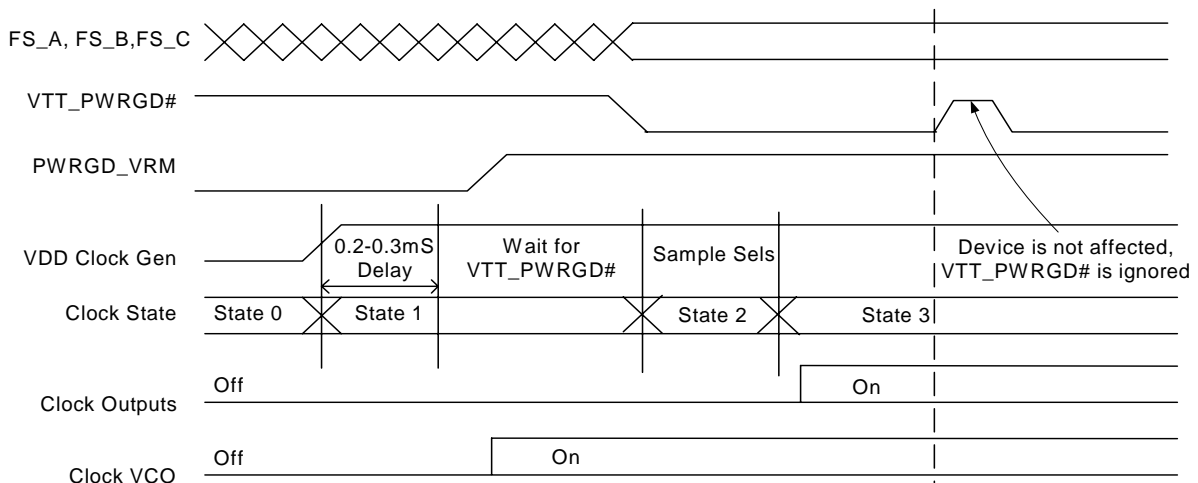 FS_A, FS_B,FS_C
VTT_PWRGD#
PWRGD_VRM
VDD Clock Gen
0.2-0.3mS
Delay
Wait for
VTT_PWRGD#
Sample Sels
Device is not affected,
VTT_PWRGD# is ignored
Clock State
State 0
State 1
State 2
State 3
Clock Outputs
Off
On
Clock VCO
Off
On